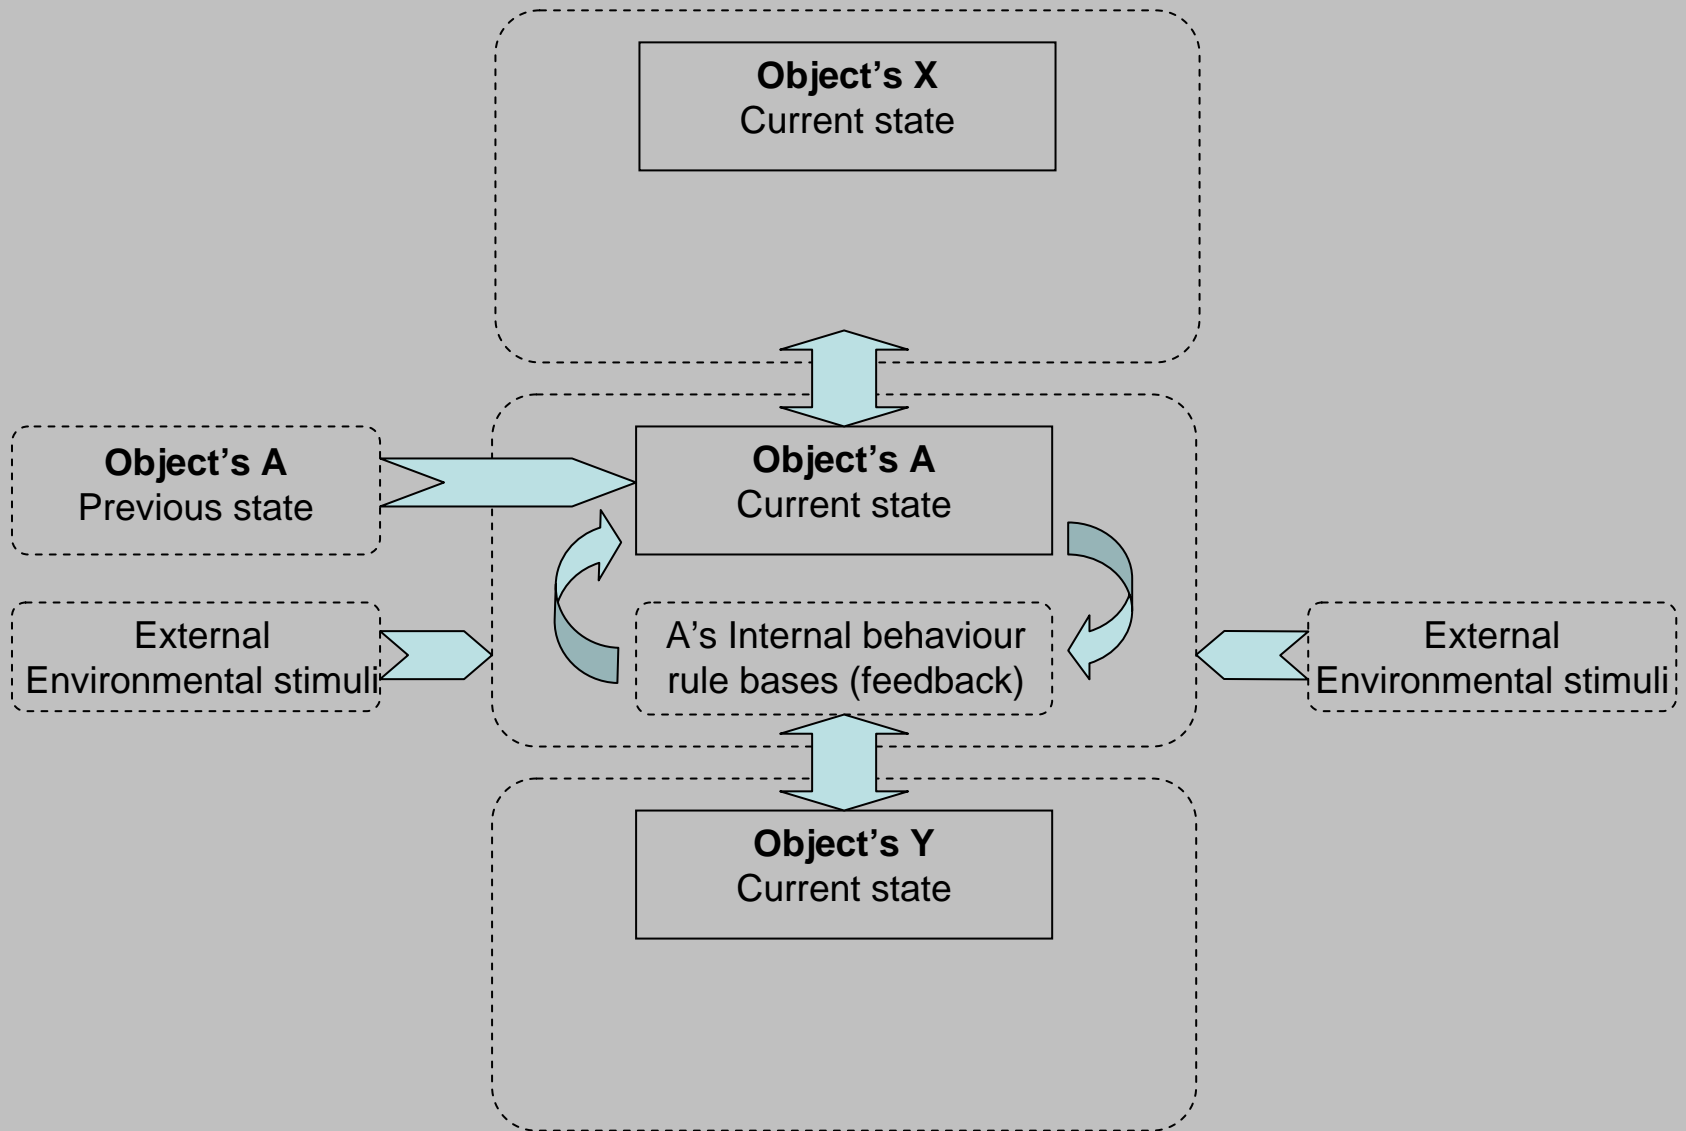 Object’s X
Current state
Object’s A
Previous state
Object’s A
Current state
External
Environmental stimuli
A’s Internal behaviour
rule bases (feedback)
External
Environmental stimuli
Object’s Y
Current state